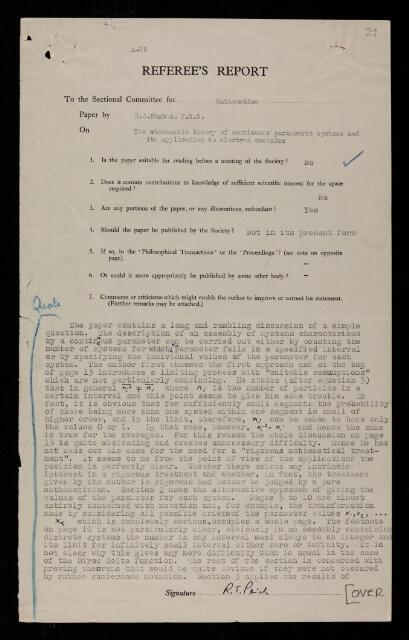 27
A.52
REFEREE'S REPORT
To the Sectional Committee for Mathematics
Paper by H.J.Bhabha, F.R.S.
On The stochastic theory of continuous parametric systems and
its application to electron cascades
1. Is the paper suitable for reading before a meeting of the Society? No
2. Does it contain contributions to knowledge of sufficient scientific interest for the space
required? No
3. Are any portions of the paper, or any illustrations, redundant? Yes
4. Should the paper be published by the Society? Not in its present form
5. If so, in the 'Philosophical Transactions' or the 'Proceedings'? (see note on opposite
page). -
6. Or could it more appropriately be published by some other body? -
7. Comments or criticisms which might enable the author to improve or correct his statement.
(Further remarks may be attached.)
Quote
The paper contains a long and rambling discussion of a simple
question. The description of an assembly of systems characterised
by a continuous parameter can be carried out either by counting the
number of systems for which parameter falls in a specified interval
or by specifying the individual values of the parameter for each
system. The author first chooses the first approach and at the top
of page 13 introduces a limiting process with "suitable assumptions"
which are not particularly convincing. He states (after equation 9)
that in general, where is the number of particles in a
certain interval and this point seems to give him some trouble. In
fact, it is obvious that for sufficiently small segments the probability
of there being more than one system within one segment is small of
higher order, and in the limit, therefore, can be taken to have only
the values 0 or 1. In that case, however, and hence the same
is true for the averages. For this reason the whole discussion on page
is quite misleading and creates unnecessary difficulty. Hence he has
not made out his case for the need for a "rigorous mathematical treat-
ment". It seems to me from the point of view of the applications the
position is perfectly clear. Whether there exists any intrinsic
interest in a rigorous treatment and whether, in fact, the treatment
given by the author is rigorous had better be judged by a pure
mathematician. Section 2 uses the alternative approach of giving the
values of the parameter for each system. Pages 5 to 10 are almost
entirely concerned with notation and, for example, the transformation
made by considering all possible orders of the parameter values
which is completely obvious, occupies a whole page. The footnote
on page 10 is not particularly clear, obviously in an assembly containing
discrete systems the number in any interval must always be an integer and
its limit for infinitely small interval either zero or infinity. It is
not clear why this gives any more difficulty than is usual in the case
of the Dirac delta function. The rest of the section is concerned with
proving theorems that would be quite obvious if they were not obscured
by rather cumbersome notation. Section 3 applies the results of
Signature
[OVER